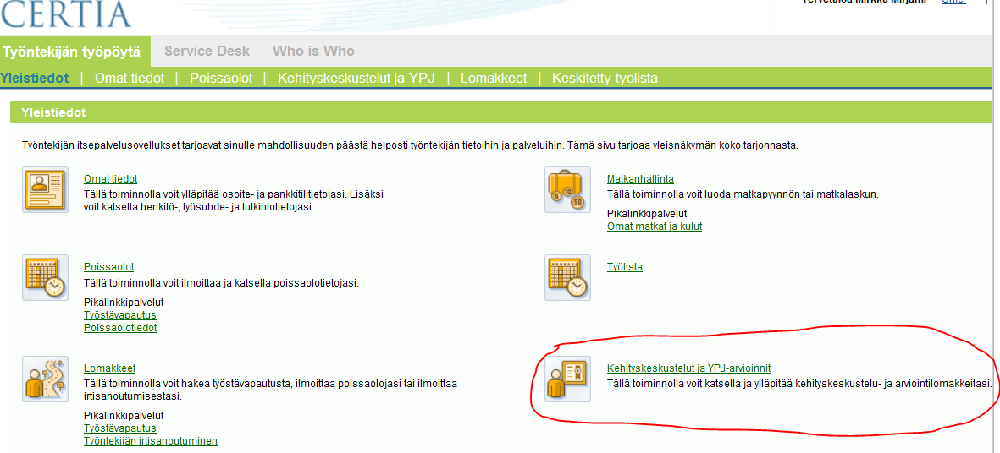 CERTIA
Tervetuloa Mirkku Mirjami Ohje
Työntekijän työpöytä Service Desk Who is Who
Yleistiedot | Omat tiedot | Poissaolot | Kehityskeskustelut ja YPJ | Lomakkeet | Keskitetty työlista
Yleistiedot
Työntekijän itsepalvelusovellukset tarjoavat sinulle mahdollisuuden päästä helposti työntekijän tietoihin ja palveluihin. Tämä sivu tarjoaa yleisnäkymän koko tarjonnasta.
Omat tiedot
Tällä toiminnolla voit ylläpitää osoite- ja pankkitilitietojasi. Lisäksi
voit katsella henkilö-, työsuhde- ja tutkintotietojasi.
Matkanhallinta
Tällä toiminnolla voit luoda matkapyynnön tai matkalaskun.
Pikalinkkipalvelut
Omat matkat ja kulut
Poissaolot
Tällä toiminnolla voit ilmoittaa ja katsella poissaolotietojasi.
Pikalinkkipalvelut
Työstävapautus
Poissaolotiedot
Työlista
Lomakkeet
Tällä toiminnolla voit hakea työstävapautusta, ilmoittaa poissaolojasi tai ilmoittaa
irtisanoutumisestasi.
Pikalinkkipalvelut
Työstävapautus
Työntekijän irtisanoutuminen
Kehityskeskustelut ja YPJ-arvioinnit
Tällä toiminnolla voit katsella ja ylläpitää kehityskeskustelu- ja arviointilomakkeitasi.